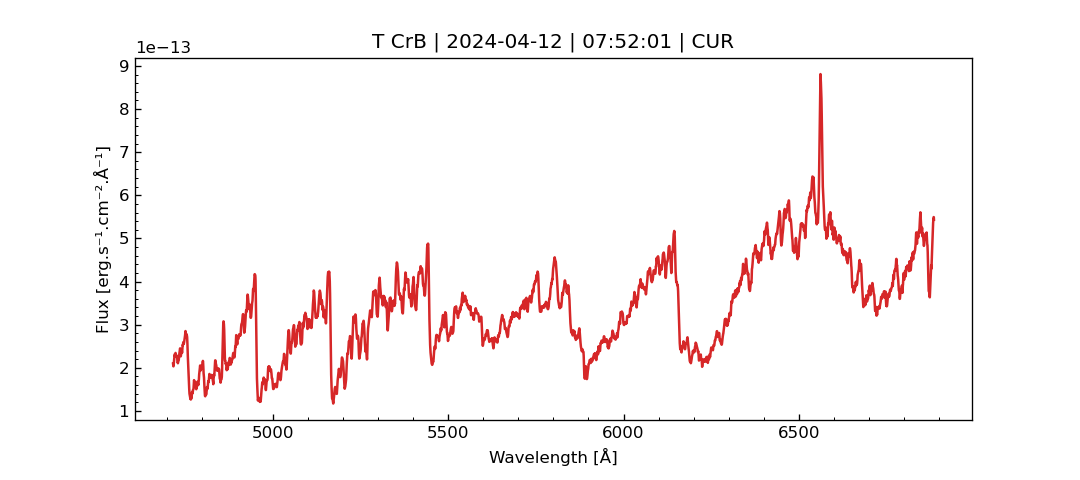 T CrB | 2024-04-12 | 07:52:01 | CUR
1e−13
9
8
7
6
5
4
3
2
1
Flux [erg.s⁻¹.cm⁻².Å⁻¹]
5000 5500 6000 6500
Wavelength [Å]